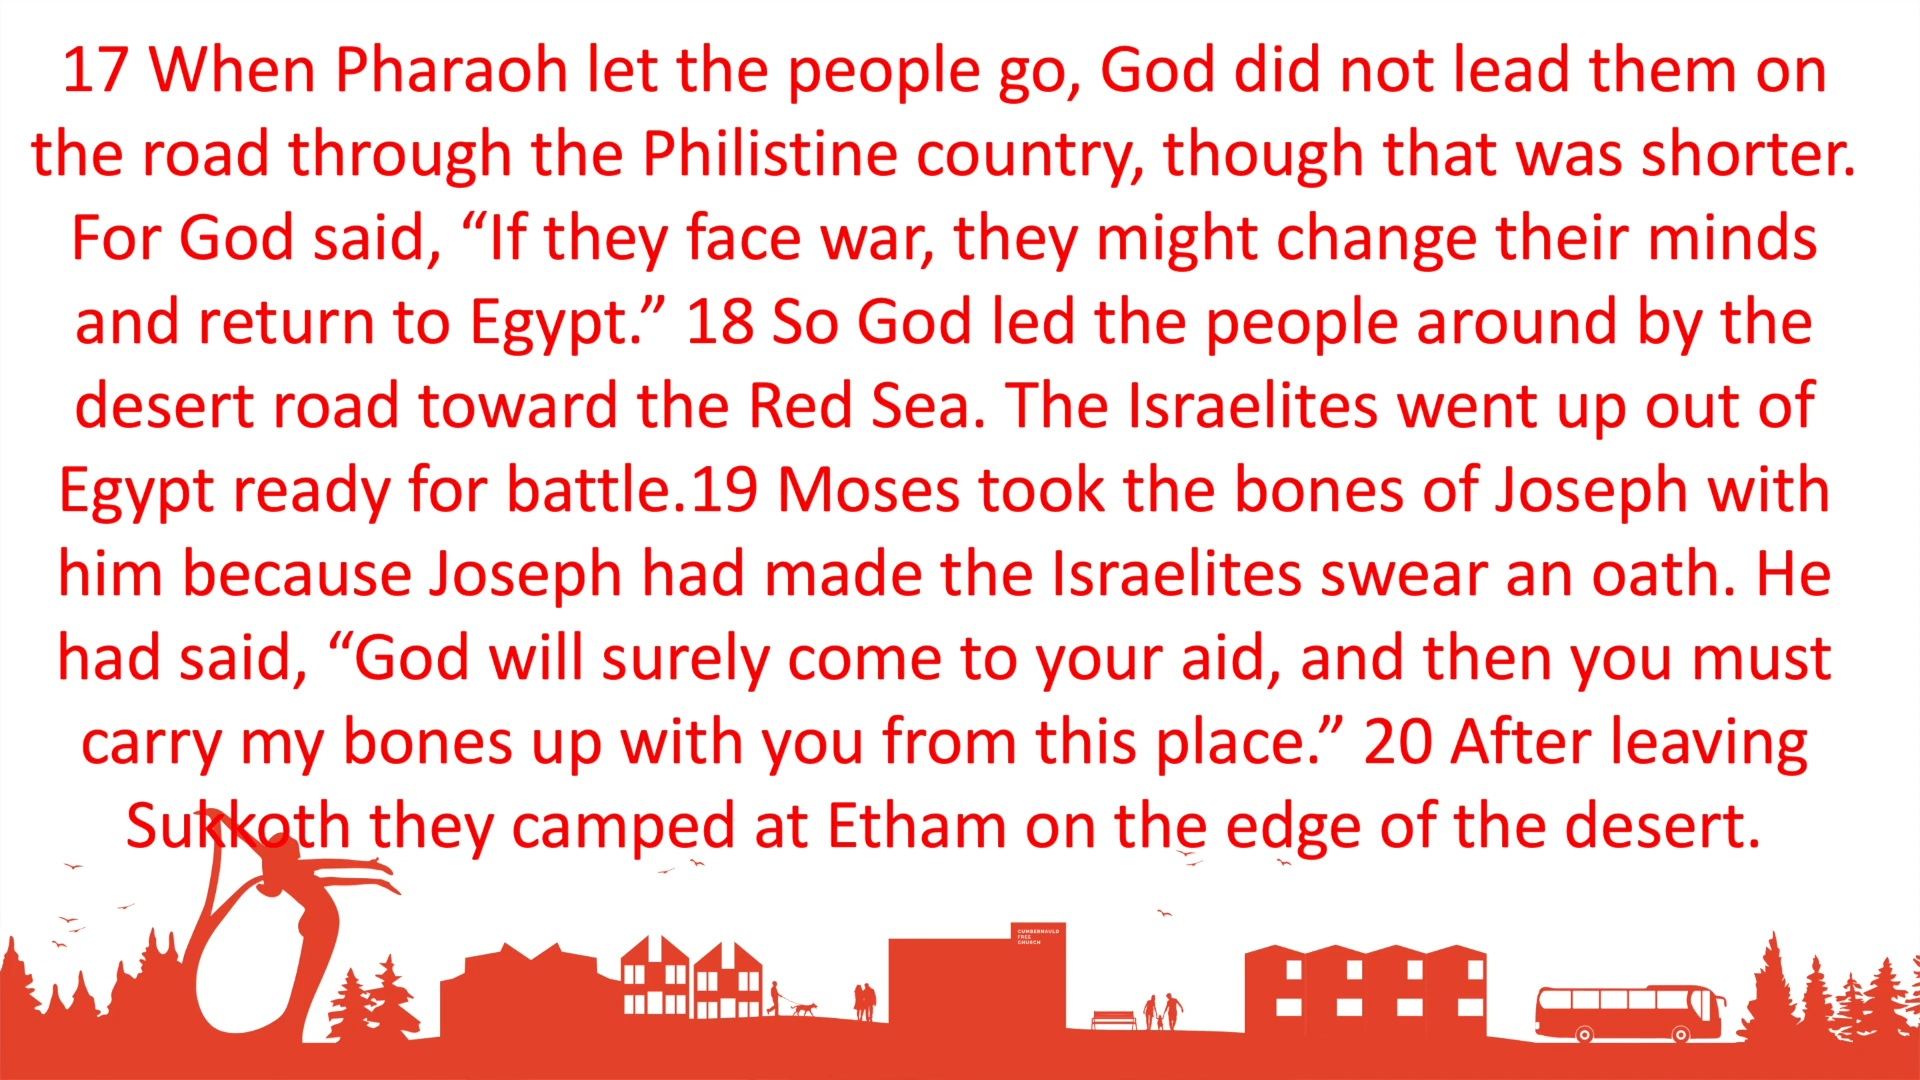 17 When Pharaoh let the people go, God did not lead them on
the road through the Philistine country, though that was shorter.
For God said, “If they face war, they might change their minds
and return to Egypt.” 18 So God led the people around by the
desert road toward the Red Sea. The Israelites went up out of
Egypt ready for battle.19 Moses took the bones of Joseph with
him because Joseph had made the Israelites swear an oath. He
had said, “God will surely come to your aid, and then you must
carry my bones up with you from this place.” 20 After leaving
Sukkoth they camped at Etham on the edge of the desert.
CUMBERNAULD
FREE
CHURCH